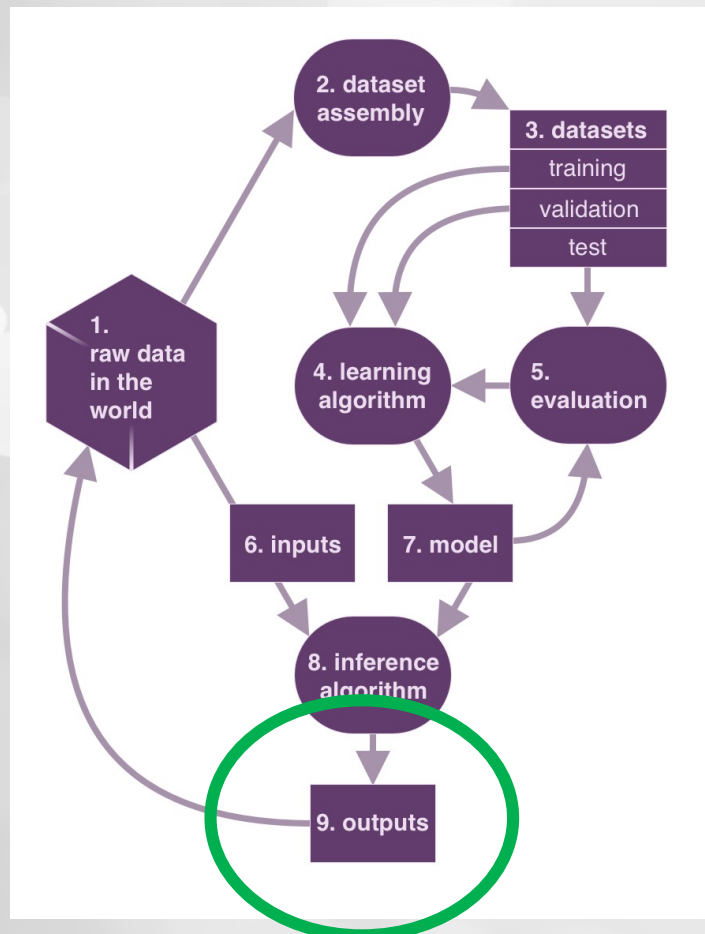 2. dataset
assembly
3. datasets
training
validation
test
1.
raw data
in the
world
4. learning
algorithm
5.
evaluation
6. inputs
7. model
8. inference
algorithm
9. outputs